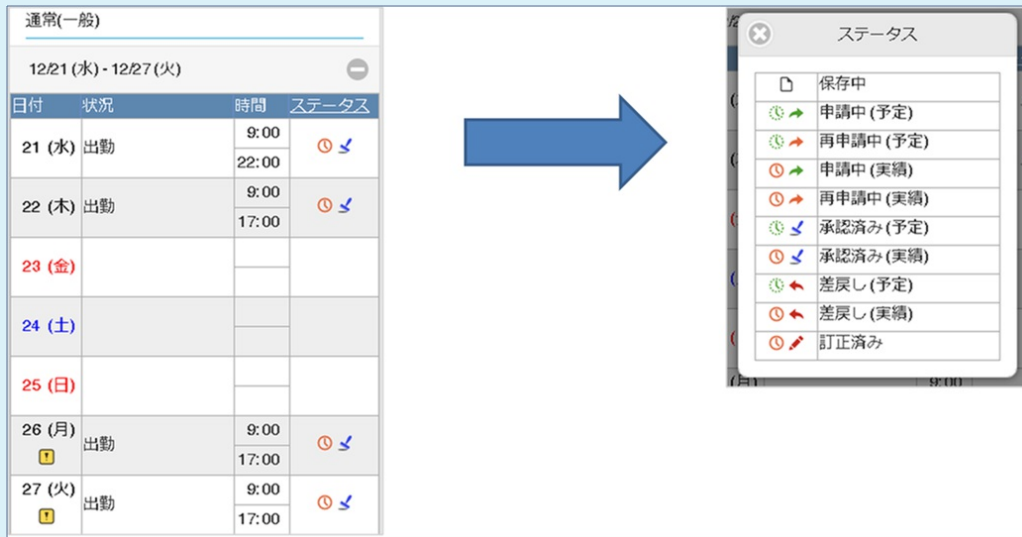 通常(一般)
12/21 (水) - 12/27 (火)
日付 状況 時間 ステータス
21 (水) 出勤 9:00
22:00
22 (木) 出勤 9:00
17:00
23 (金)
24 (土)
25 (日)
26 (月) 出勤 9:00
17:00
27 (火) 出勤 9:00
17:00
ステータス
保存中
申請中 (予定)
再申請中 (予定)
申請中 (実績)
再申請中 (実績)
承認済み (予定)
承認済み (実績)
差戻し (予定)
差戻し (実績)
訂正済み
(月) 9:00